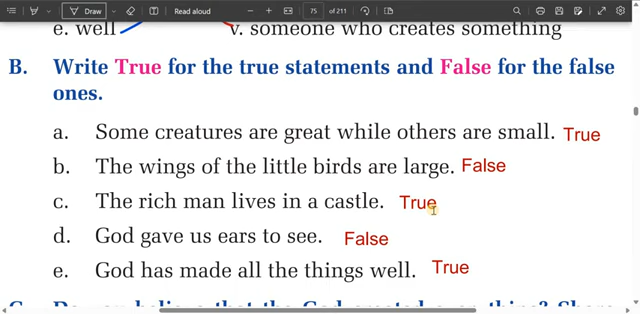 Draw
Read aloud
75
of 211
e. well
v. someone who creates something
B. Write True for the true statements and False for the false
ones.
a. Some creatures are great while others are small. True
b. The wings of the little birds are large. False
c. The rich man lives in a castle. True
d. God gave us ears to see. False
e. God has made all the things well. True